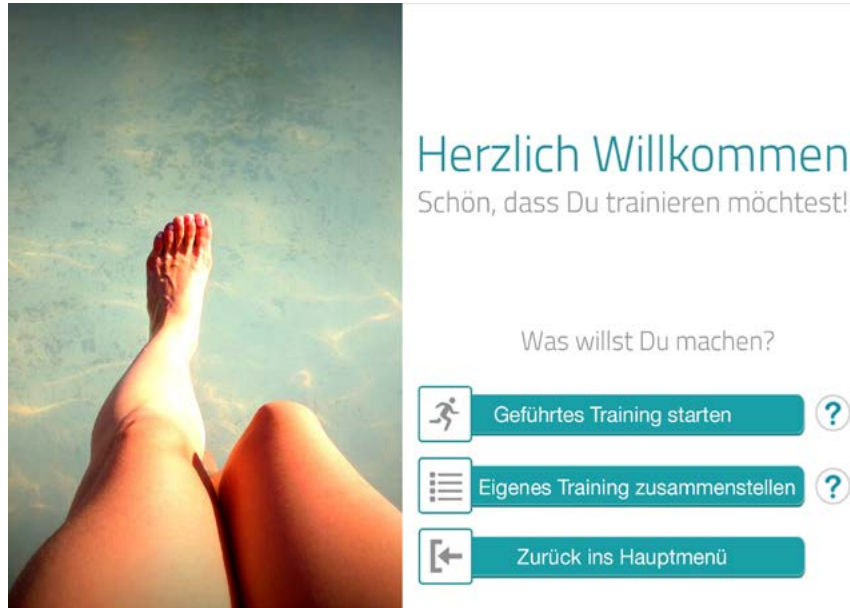 Herzlich Willkommen
Schön, dass Du trainieren möchtest!
Was willst Du machen?
Geführtes Training starten
?
Eigenes Training zusammenstellen
?
Zurück ins Hauptmenü